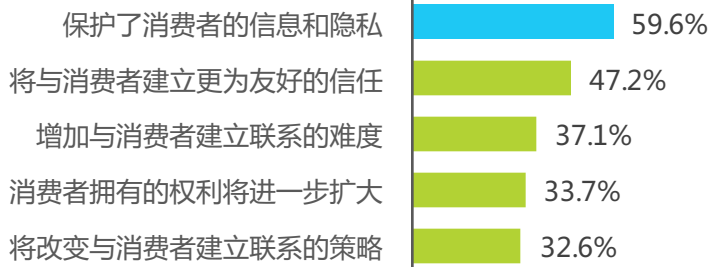 保护了消费者的信息和隐私 59.6%
将与消费者建立更为友好的信任 47.2%
增加与消费者建立联系的难度 37.1%
消费者拥有的权利将进一步扩大 33.7%
将改变与消费者建立联系的策略 32.6%